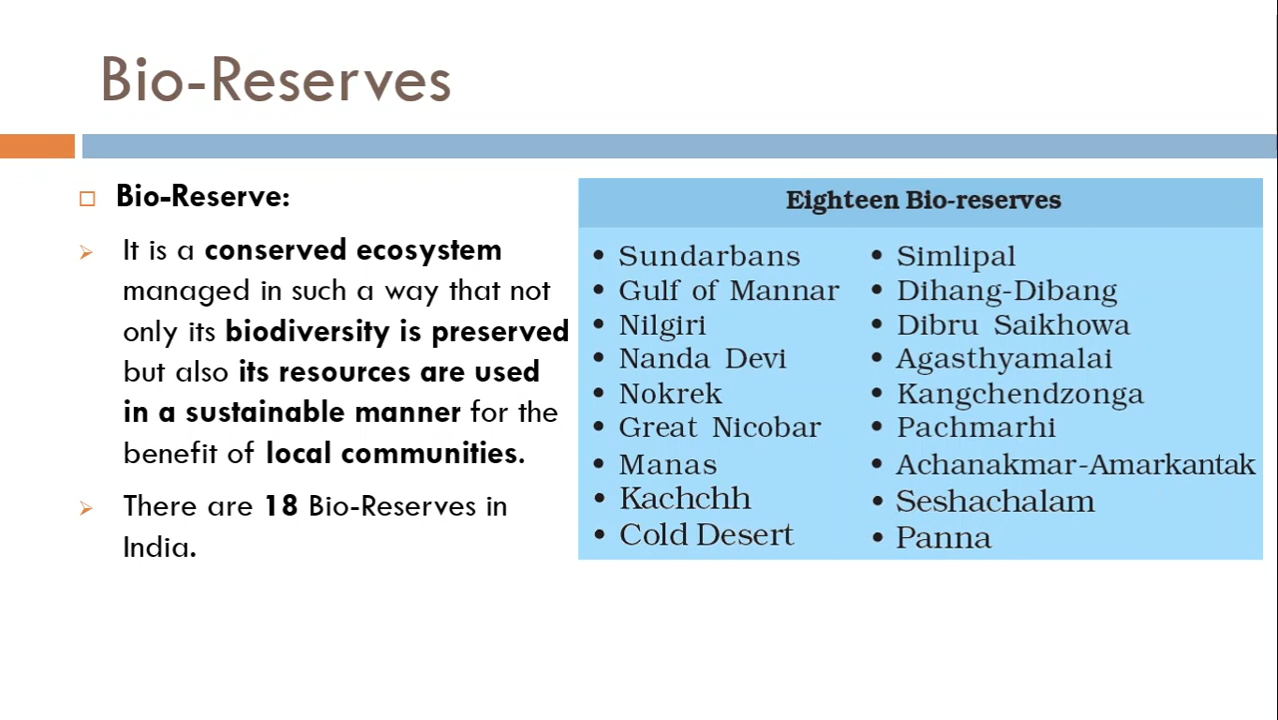 Bio-Reserves
Bio-Reserve:
It is a conserved ecosystem
managed in such a way that not
only its biodiversity is preserved
but also its resources are used
in a sustainable manner for the
benefit of local communities.
There are 18 Bio-Reserves in
India.
Eighteen Bio-reserves
• Sundarbans
• Gulf of Mannar
• Nilgiri
• Nanda Devi
• Nokrek
• Great Nicobar
• Manas
• Kachchh
• Cold Desert
• Simlipal
• Dihang-Dibang
• Dibru Saikhowa
• Agasthyamalai
• Kangchendzonga
• Pachmarhi
• Achanakmar-Amarkantak
• Seshachalam
• Panna